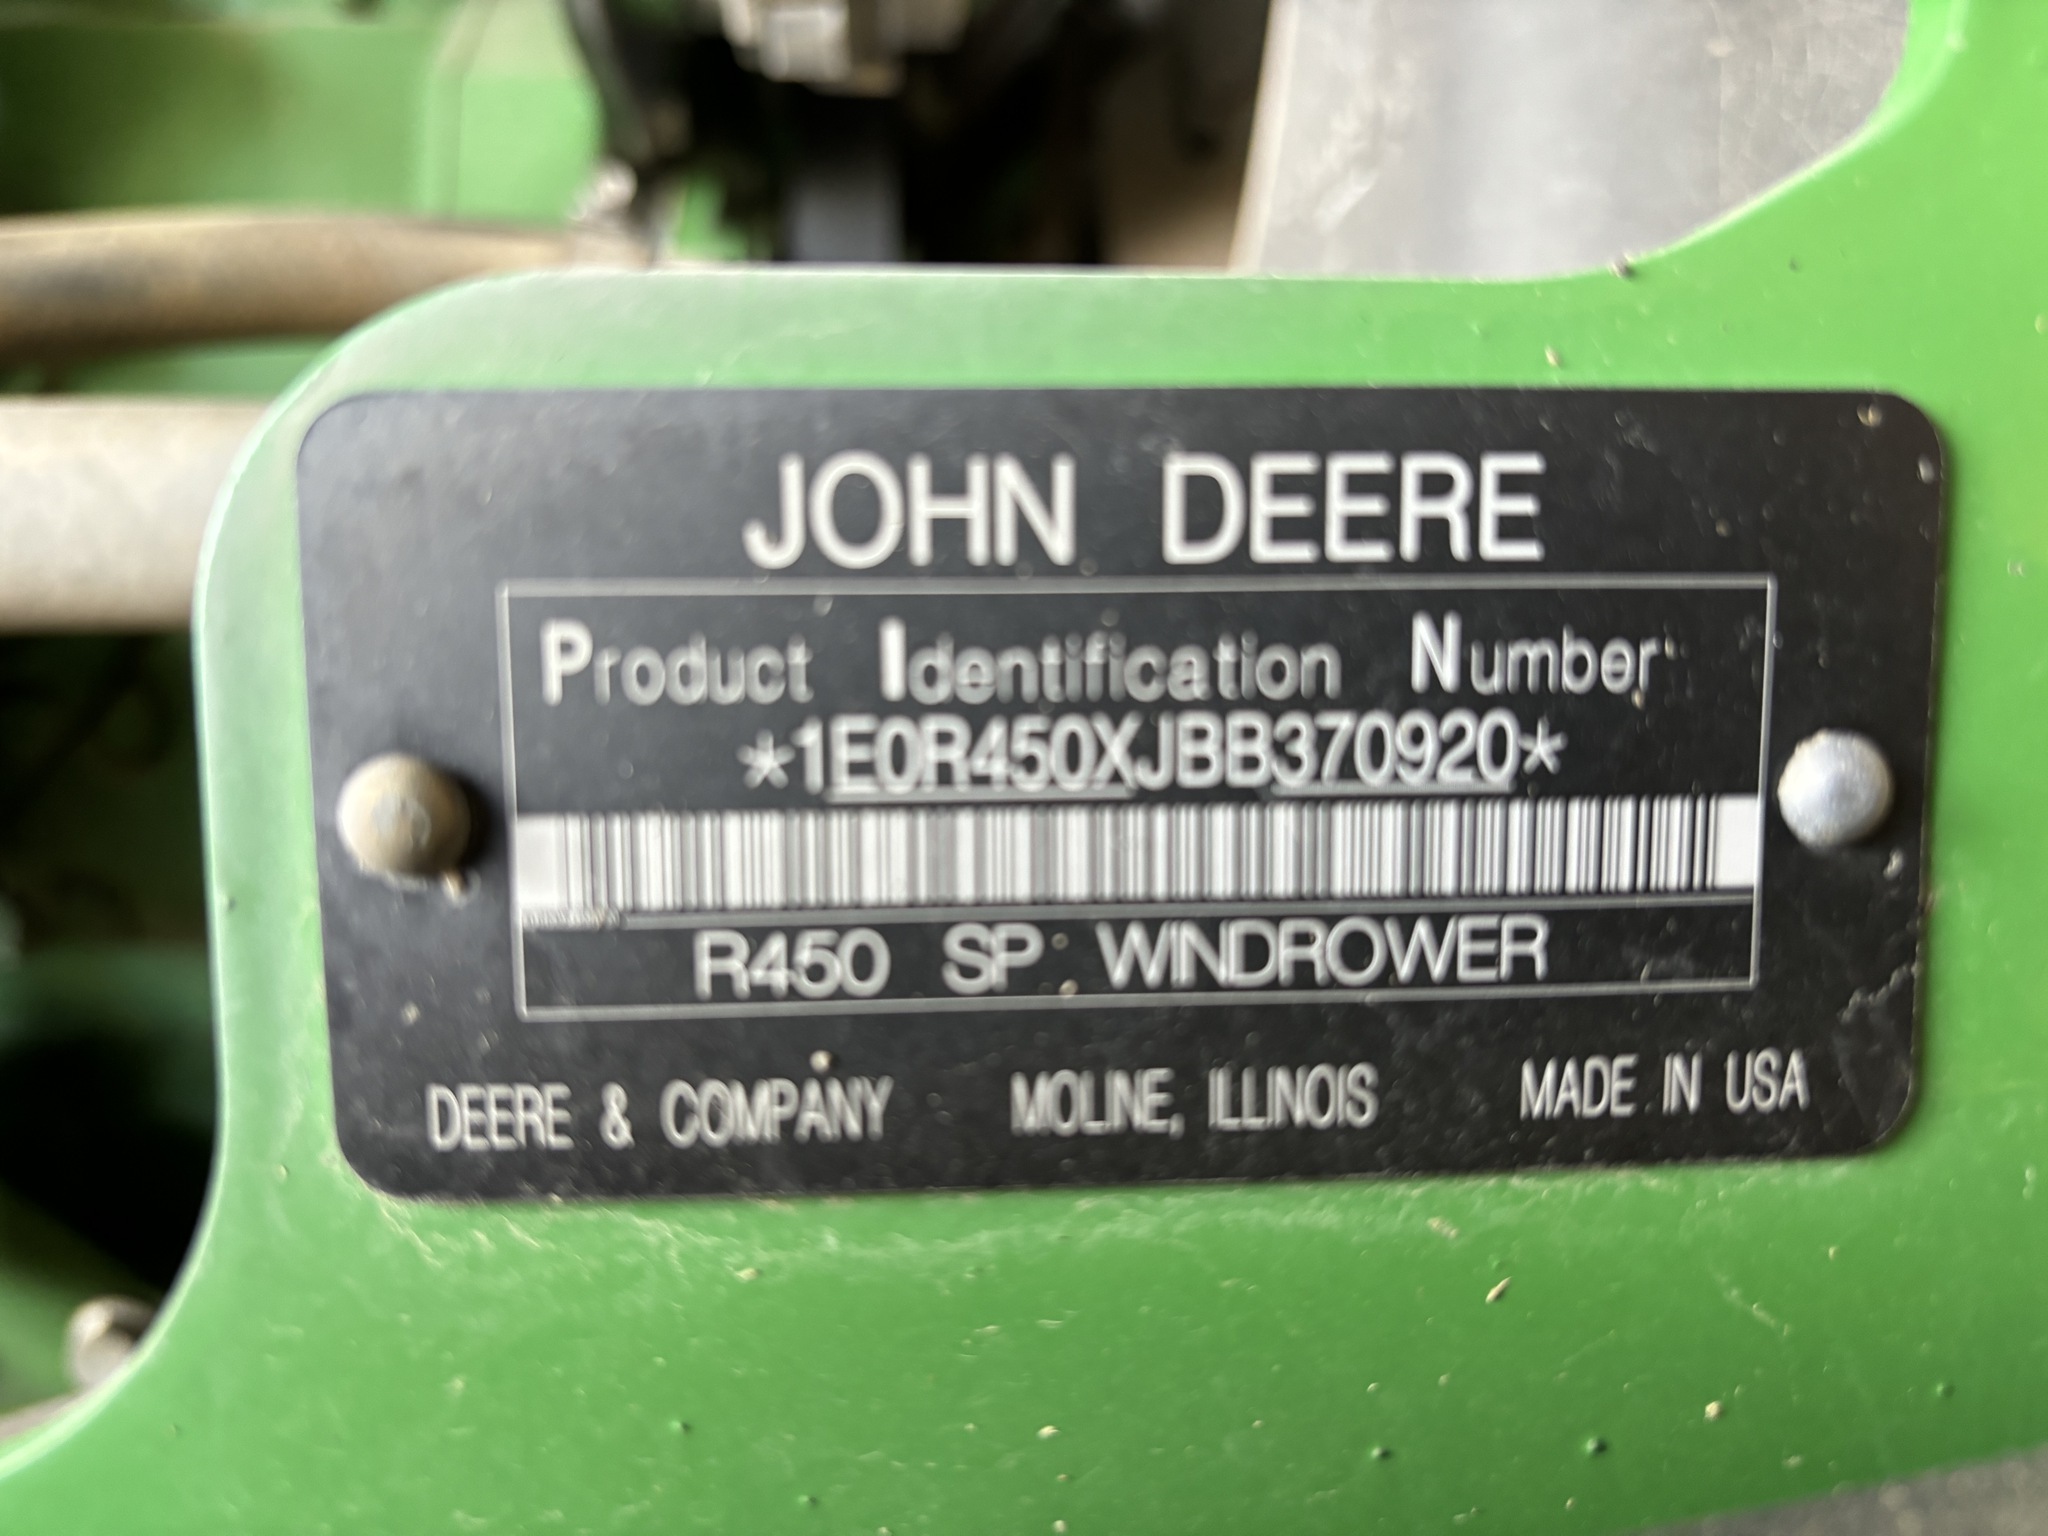 JOHN DEERE
Product Identification Number
*1E0R450XJBB370920*
R450 SP WINDROWER
DEERE & COMPANY MOLINE, ILLINOIS MADE IN USA